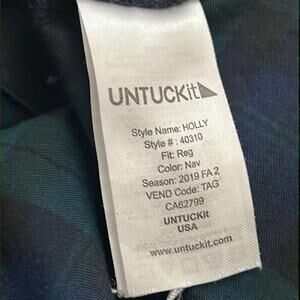 UNTUCKit
Style Name: HOLLY
Style # : 40310
Fit: Reg
Color: Nav
Season: 2019 FA 2
VEND Code: TAG
CA62799
UNTUCKit
USA
www.untuckit.com